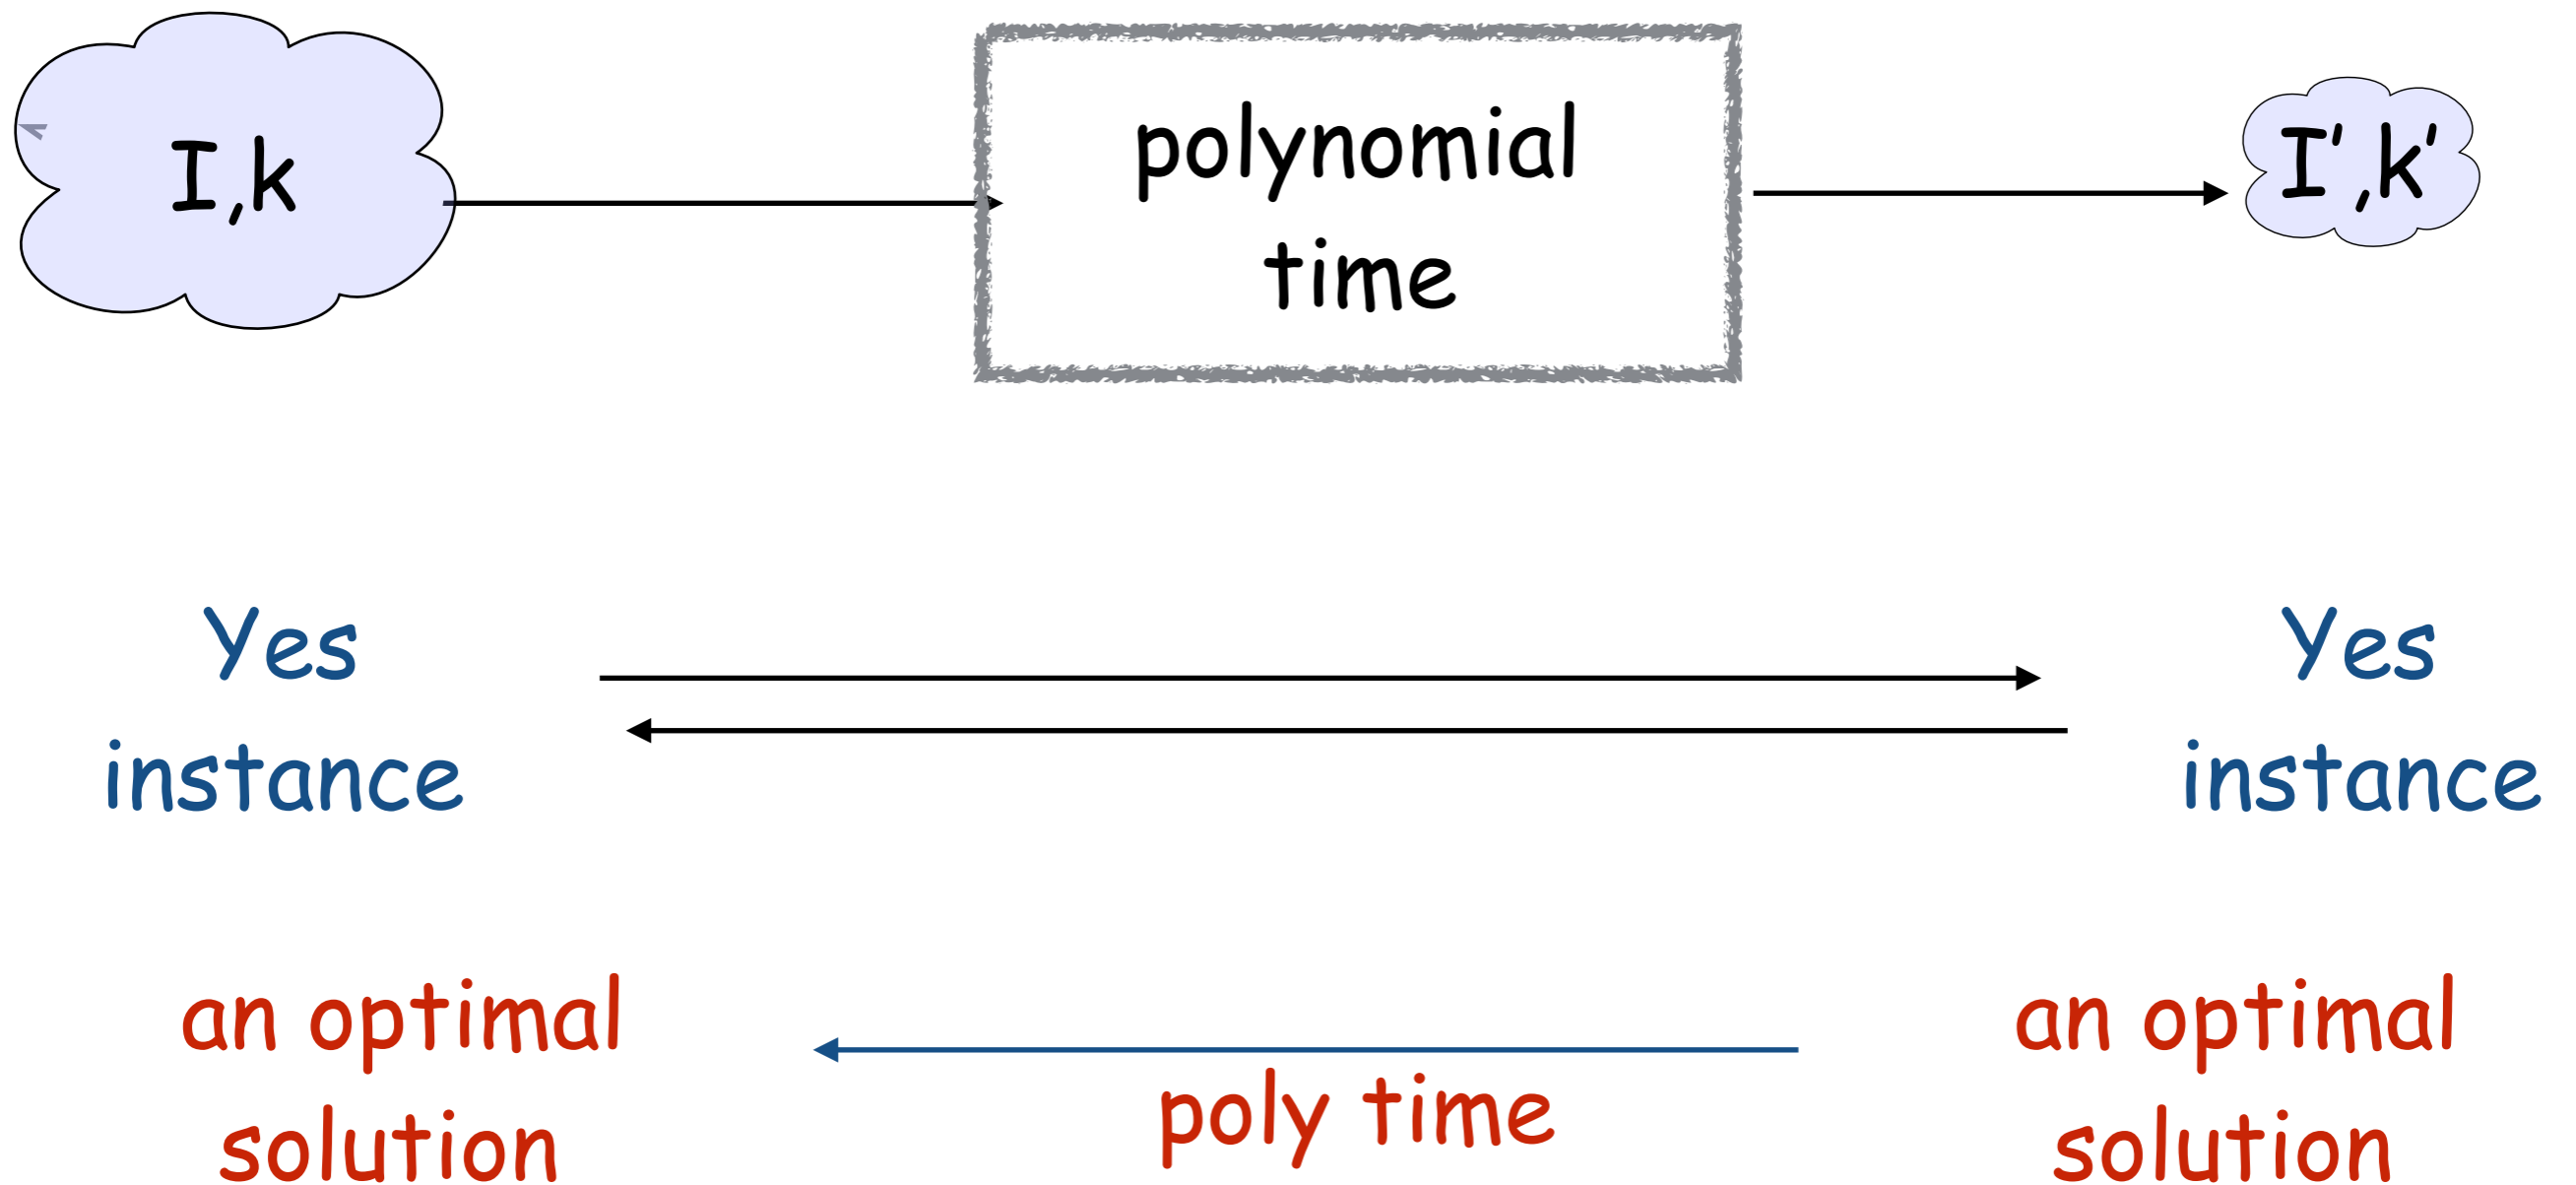 I,k
polynomial
time
I',k'
Yes
instance
Yes
instance
an optimal
solution
poly time
an optimal
solution